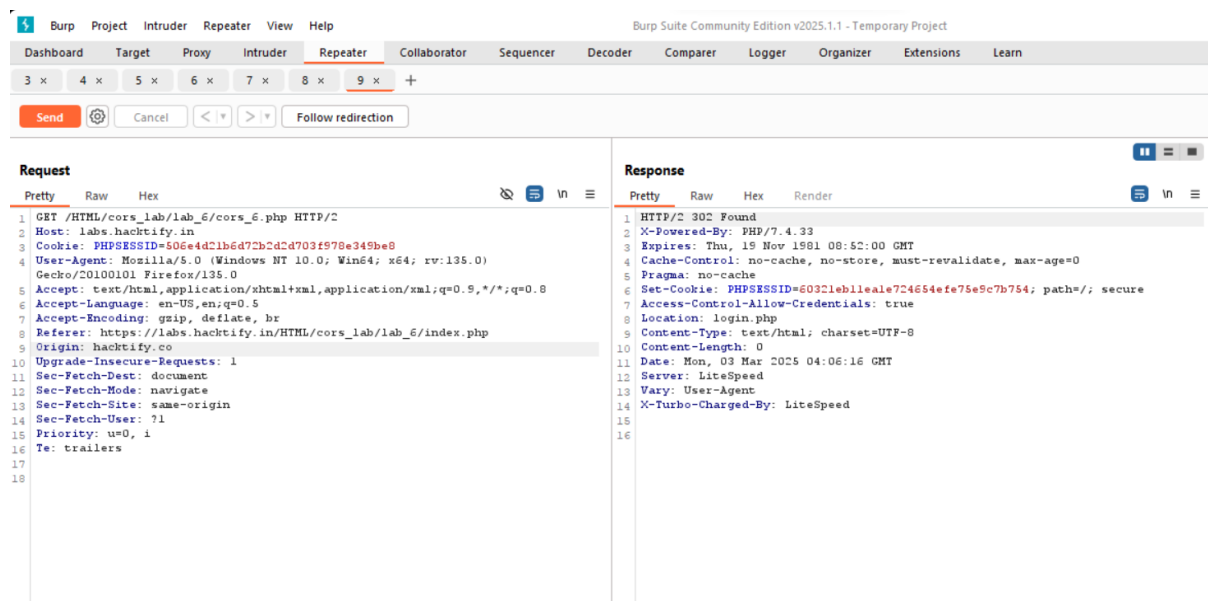 Burp Project Intruder Repeater View Help Burp Suite Community Edition v2025.1.1 - Temporary Project
Dashboard Target Proxy Intruder Repeater Collaborator Sequencer Decoder Comparer Logger Organizer Extensions Learn
3 × 4 × 5 × 6 × 7 × 8 × 9 × +
Send Cancel < > Follow redirection
Request
Pretty Raw Hex \n
1 GET /HTML/cors_lab/lab_6/cors_6.php HTTP/2
2 Host: labs.hacktify.in
3 Cookie: PHPSESSID=506e4d21b6d72b2d2d703f978e349be8
4 User-Agent: Mozilla/5.0 (Windows NT 10.0; Win64; x64; rv:135.0)
Gecko/20100101 Firefox/135.0
5 Accept: text/html,application/xhtml+xml,application/xml;q=0.9,*/*;q=0.8
6 Accept-Language: en-US,en;q=0.5
7 Accept-Encoding: gzip, deflate, br
8 Referer: https://labs.hacktify.in/HTML/cors_lab/lab_6/index.php
9 Origin: hacktify.co
10 Upgrade-Insecure-Requests: 1
11 Sec-Fetch-Dest: document
12 Sec-Fetch-Mode: navigate
13 Sec-Fetch-Site: same-origin
14 Sec-Fetch-User: ?1
15 Priority: u=0, i
16 Te: trailers
17
18
Response
Pretty Raw Hex Render \n
1 HTTP/2 302 Found
2 X-Powered-By: PHP/7.4.33
3 Expires: Thu, 19 Nov 1981 08:52:00 GMT
4 Cache-Control: no-cache, no-store, must-revalidate, max-age=0
5 Pragma: no-cache
6 Set-Cookie: PHPSESSID=60321eb11ea1e724654efe75e9c7b754; path=/; secure
7 Access-Control-Allow-Credentials: true
8 Location: login.php
9 Content-Type: text/html; charset=UTF-8
10 Content-Length: 0
11 Date: Mon, 03 Mar 2025 04:06:16 GMT
12 Server: LiteSpeed
13 Vary: User-Agent
14 X-Turbo-Charged-By: LiteSpeed
15
16